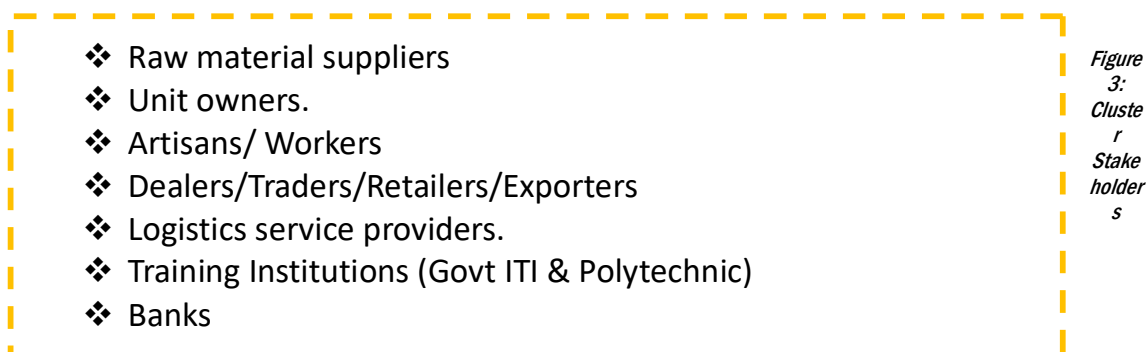 ❖ Raw material suppliers
❖ Unit owners.
❖ Artisans/ Workers
❖ Dealers/Traders/Retailers/Exporters
❖ Logistics service providers.
❖ Training Institutions (Govt ITI & Polytechnic)
❖ Banks
Figure
3:
Cluste
r
Stake
holder
s